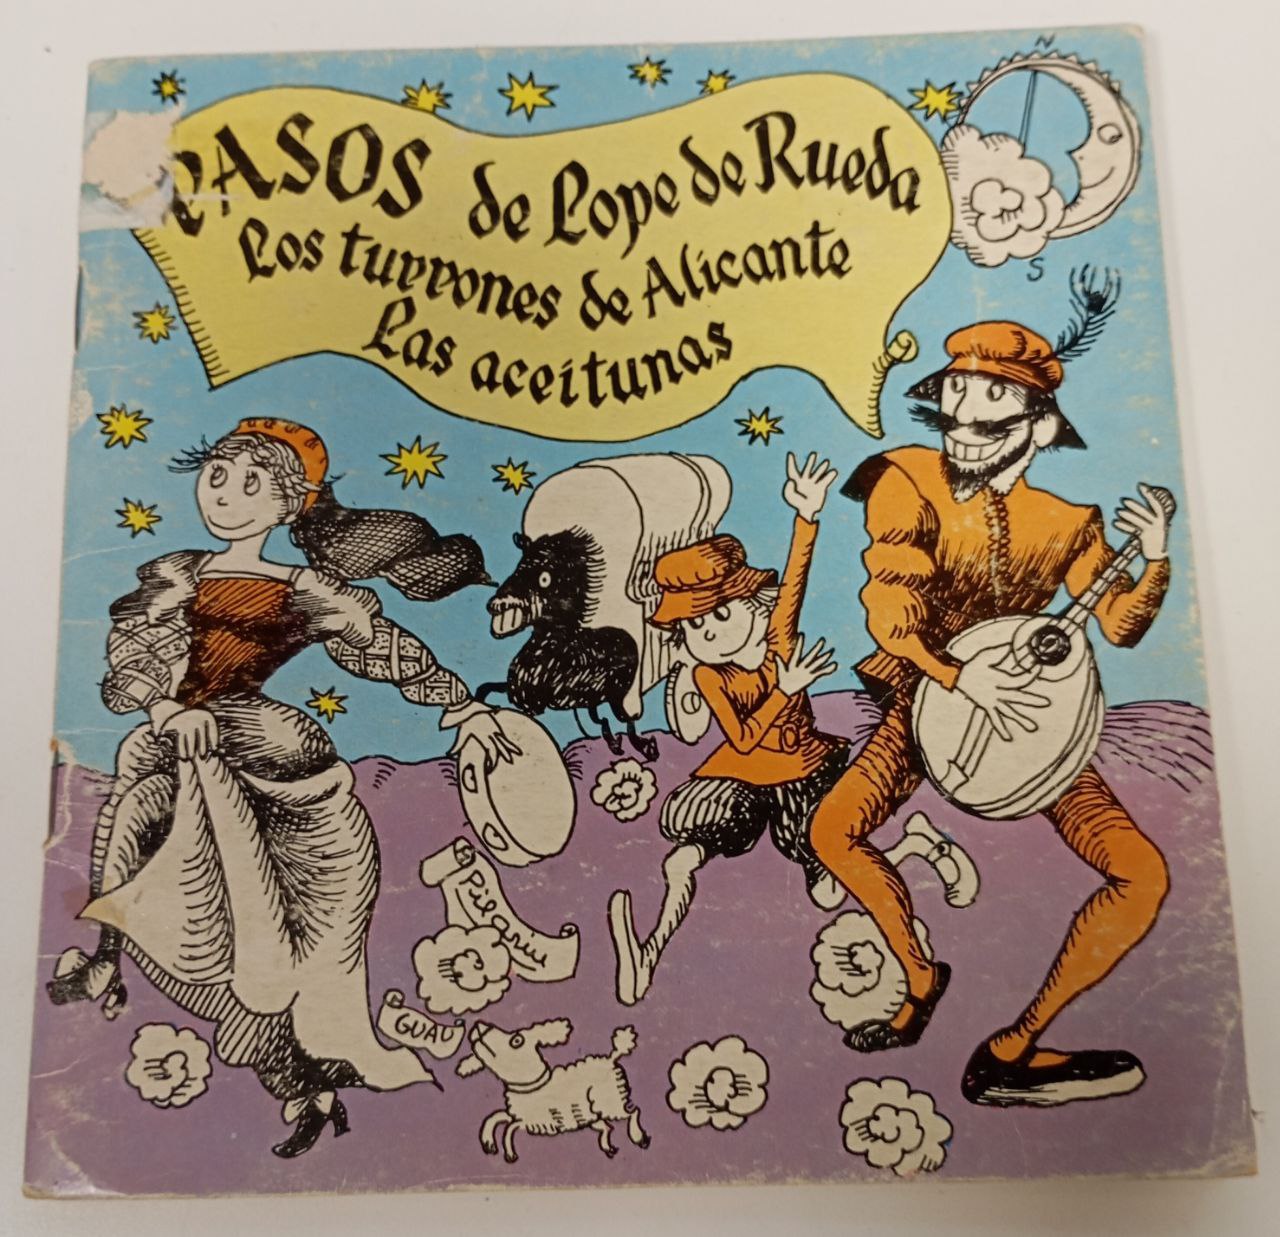 PASOS de Lope de Rueda
Los turrones de Alicante
Las aceitunas
N
S
GUAU